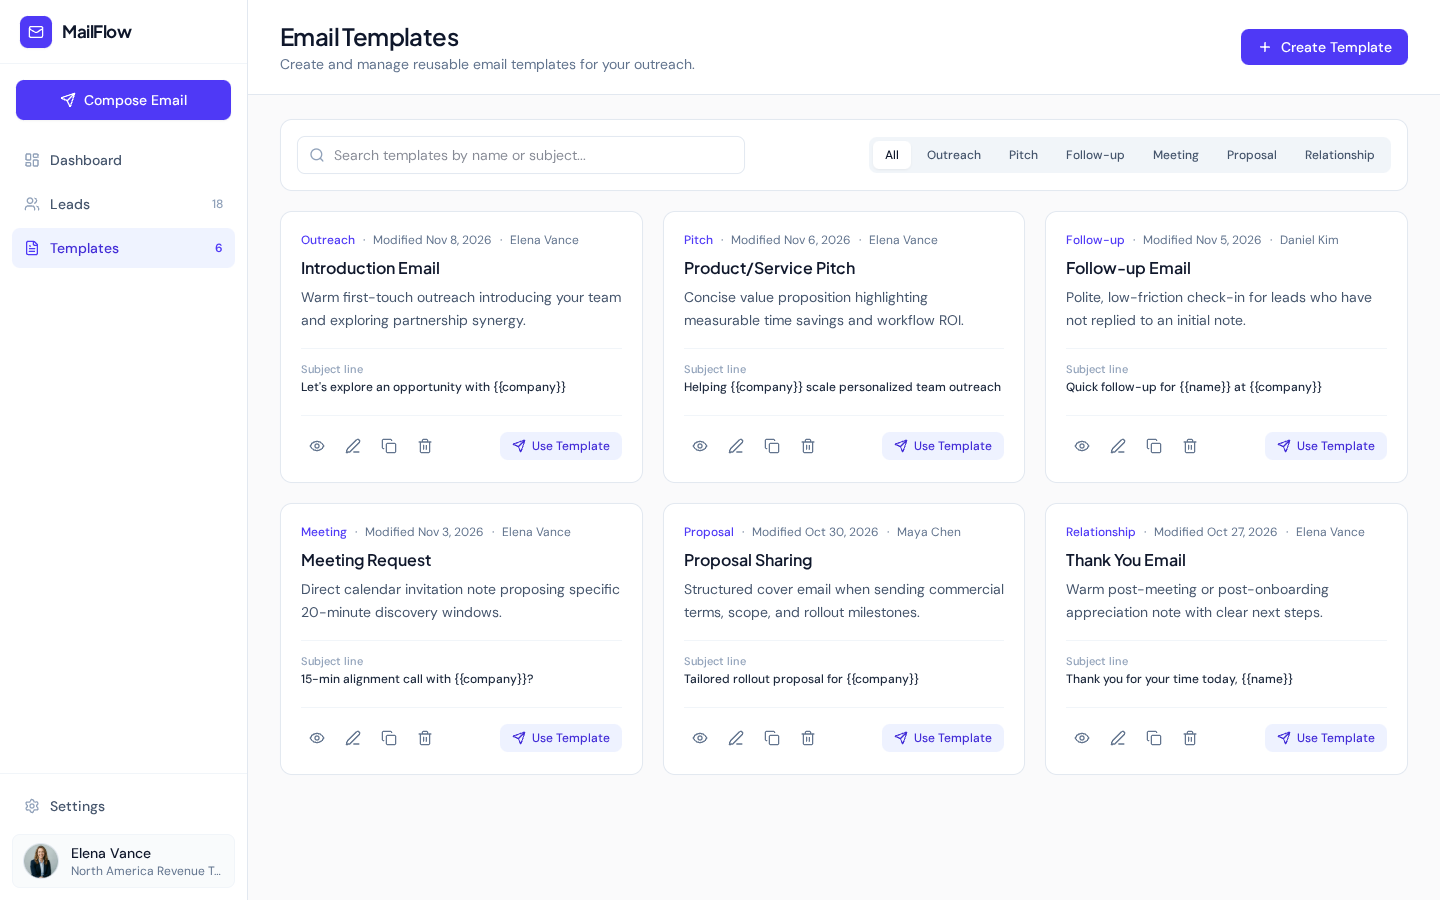 MailFlow
Compose Email
Dashboard
Leads 18
Templates 6
Settings
Elena Vance
North America Revenue T...
Email Templates
Create and manage reusable email templates for your outreach.
Create Template
Search templates by name or subject...
All Outreach Pitch Follow-up Meeting Proposal Relationship
Outreach · Modified Nov 8, 2026 · Elena Vance
Introduction Email
Warm first-touch outreach introducing your team
and exploring partnership synergy.
Subject line
Let's explore an opportunity with {{company}}
Use Template
Pitch · Modified Nov 6, 2026 · Elena Vance
Product/Service Pitch
Concise value proposition highlighting
measurable time savings and workflow ROI.
Subject line
Helping {{company}} scale personalized team outreach
Use Template
Follow-up · Modified Nov 5, 2026 · Daniel Kim
Follow-up Email
Polite, low-friction check-in for leads who have
not replied to an initial note.
Subject line
Quick follow-up for {{name}} at {{company}}
Use Template
Meeting · Modified Nov 3, 2026 · Elena Vance
Meeting Request
Direct calendar invitation note proposing specific
20-minute discovery windows.
Subject line
15-min alignment call with {{company}}?
Use Template
Proposal · Modified Oct 30, 2026 · Maya Chen
Proposal Sharing
Structured cover email when sending commercial
terms, scope, and rollout milestones.
Subject line
Tailored rollout proposal for {{company}}
Use Template
Relationship · Modified Oct 27, 2026 · Elena Vance
Thank You Email
Warm post-meeting or post-onboarding
appreciation note with clear next steps.
Subject line
Thank you for your time today, {{name}}
Use Template